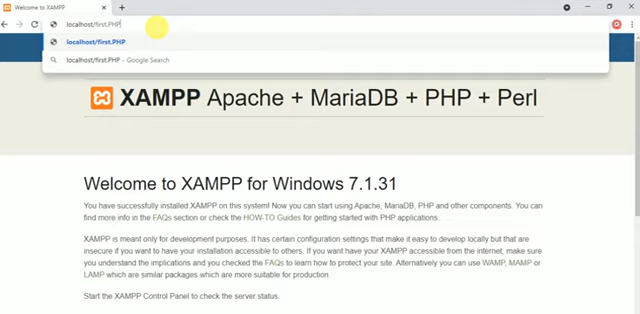 Welcome to XAMPP
localhost/first.PHP
localhost/first.PHP
localhost/first.PHP - Google Search
XAMPP Apache + MariaDB + PHP + Perl
Welcome to XAMPP for Windows 7.1.31
You have successfully installed XAMPP on this system! Now you can start using Apache, MariaDB, PHP and other components. You can
find more info in the FAQs section or check the HOW-TO Guides for getting started with PHP applications.
XAMPP is meant only for development purposes. It has certain configuration settings that make it easy to develop locally but that are
insecure if you want to have your installation accessible to others. If you want have your XAMPP accessible from the internet, make sure
you understand the implications and you checked the FAQs to learn how to protect your site. Alternatively you can use WAMP, MAMP or
LAMP which are similar packages which are more suitable for production.
Start the XAMPP Control Panel to check the server status.